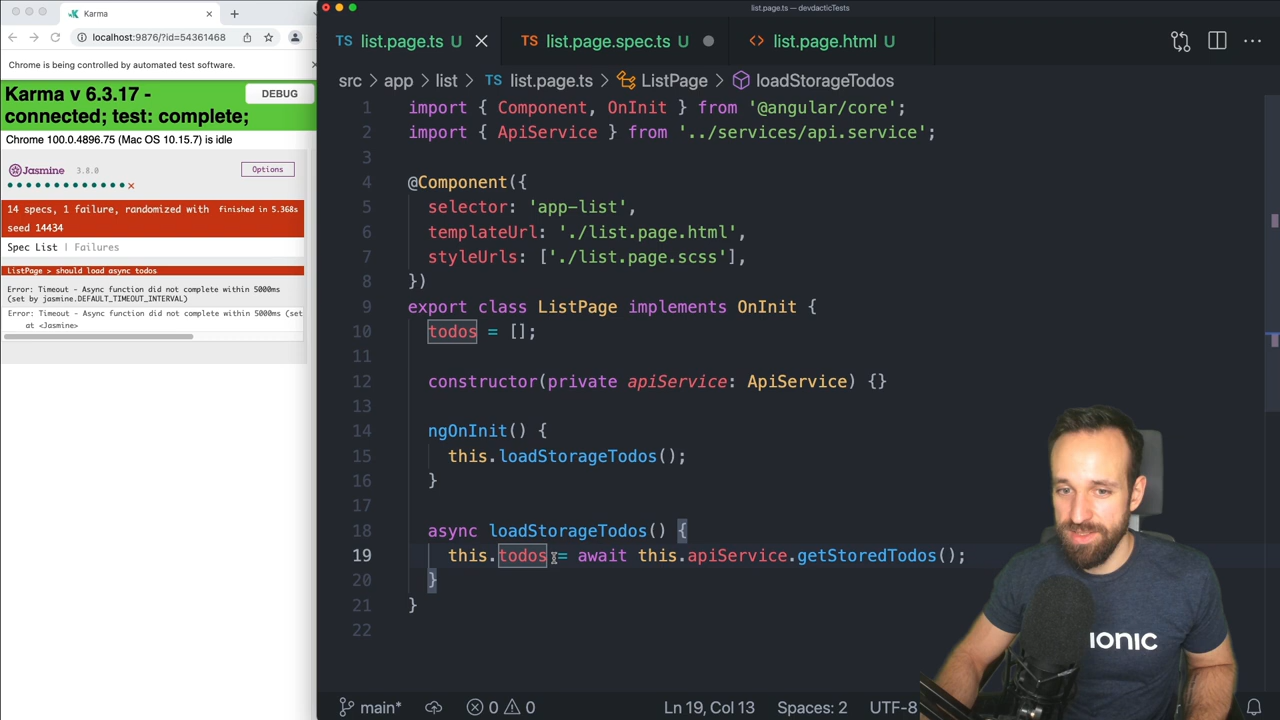 Karma
localhost:9876/?id=54361468
Chrome is being controlled by automated test software.
Karma v 6.3.17 -
connected; test: complete;
DEBUG
Chrome 100.0.4896.75 (Mac OS 10.15.7) is idle
Jasmine 3.8.0
Options
14 specs, 1 failure, randomized with
seed 14434
finished in 5.368s
Spec List | Failures
ListPage > should load async todos
Error: Timeout - Async function did not complete within 5000ms
(set by jasmine.DEFAULT_TIMEOUT_INTERVAL)
Error: Timeout - Async function did not complete within 5000ms (set
at <Jasmine>
list.page.ts — devdacticTests
TS list.page.ts U
TS list.page.spec.ts U
<> list.page.html U
src > app > list > TS list.page.ts > ListPage > loadStorageTodos
1 import { Component, OnInit } from '@angular/core';
2 import { ApiService } from '../services/api.service';
3
4 @Component({
5 selector: 'app-list',
6 templateUrl: './list.page.html',
7 styleUrls: ['./list.page.scss'],
8 })
9 export class ListPage implements OnInit {
10 todos = [];
11
12 constructor(private apiService: ApiService) {}
13
14 ngOnInit() {
15 this.loadStorageTodos();
16 }
17
18 async loadStorageTodos() {
19 this.todos = await this.apiService.getStoredTodos();
20 }
21 }
22
IONIC
main* 0 0 Ln 19, Col 13 Spaces: 2 UTF-8